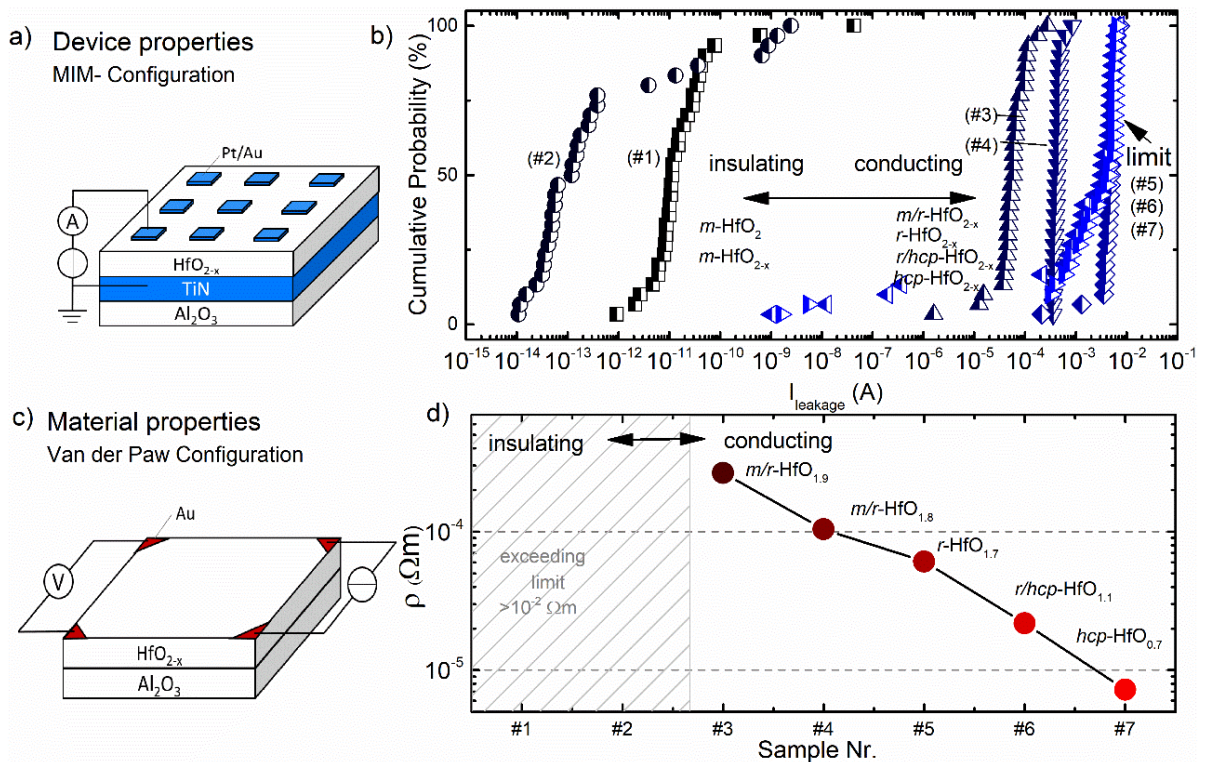 a) Device properties
MIM- Configuration
Pt/Au
A
HfO2-x
TiN
Al2O3
b)
Cumulative Probability (%)
100
50
0
(#2)
(#1)
insulating
conducting
m-HfO2
m-HfO2-x
m/r-HfO2-x
r-HfO2-x
r/hcp-HfO2-x
hcp-HfO2-x
(#3)
(#4)
limit
(#5)
(#6)
(#7)
10-15 10-14 10-13 10-12 10-11 10-10 10-9 10-8 10-7 10-6 10-5 10-4 10-3 10-2 10-1
Ileakage (A)
c) Material properties
Van der Paw Configuration
Au
V
HfO2-x
Al2O3
d)
ρ (Ωm)
10-4
10-5
insulating
conducting
exceeding
limit
>10-2 Ωm
m/r-HfO1.9
m/r-HfO1.8
r-HfO1.7
r/hcp-HfO1.1
hcp-HfO0.7
#1 #2 #3 #4 #5 #6 #7
Sample Nr.